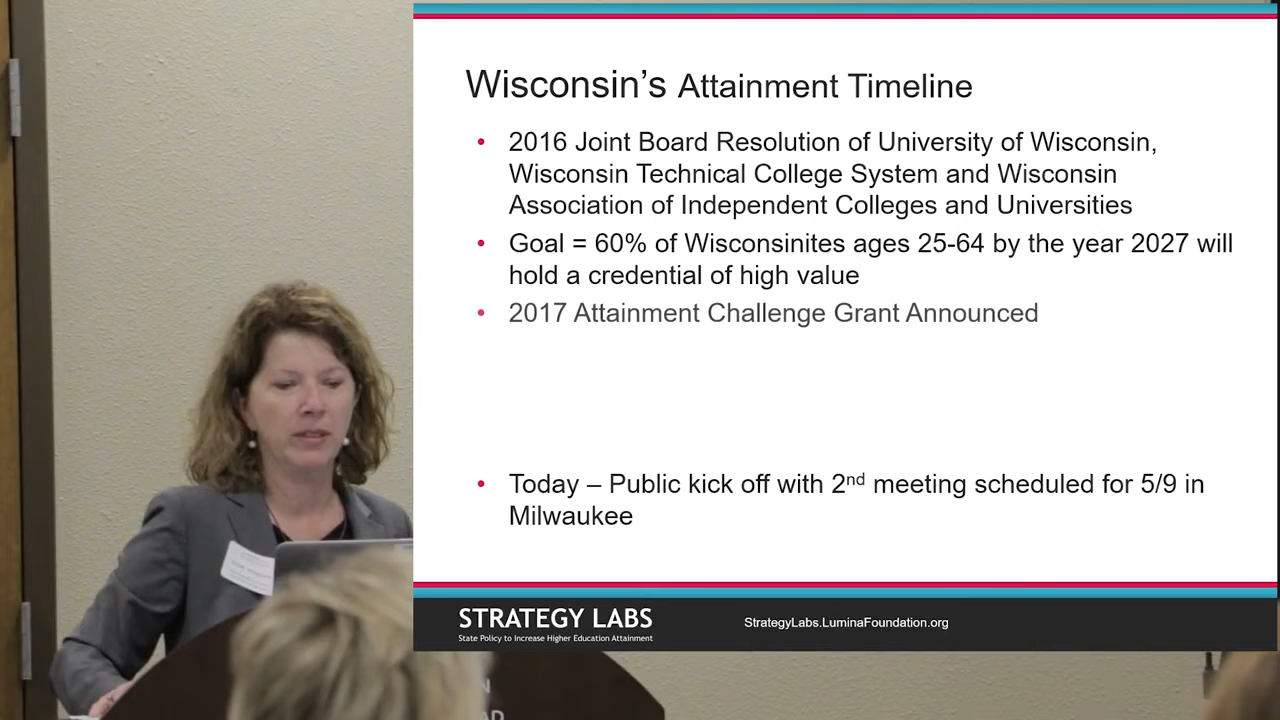 Wisconsin's Attainment Timeline
• 2016 Joint Board Resolution of University of Wisconsin,
Wisconsin Technical College System and Wisconsin
Association of Independent Colleges and Universities
• Goal = 60% of Wisconsinites ages 25-64 by the year 2027 will
hold a credential of high value
• 2017 Attainment Challenge Grant Announced
• Today – Public kick off with 2nd meeting scheduled for 5/9 in
Milwaukee
STRATEGY LABS
State Policy to Increase Higher Education Attainment
StrategyLabs.LuminaFoundation.org